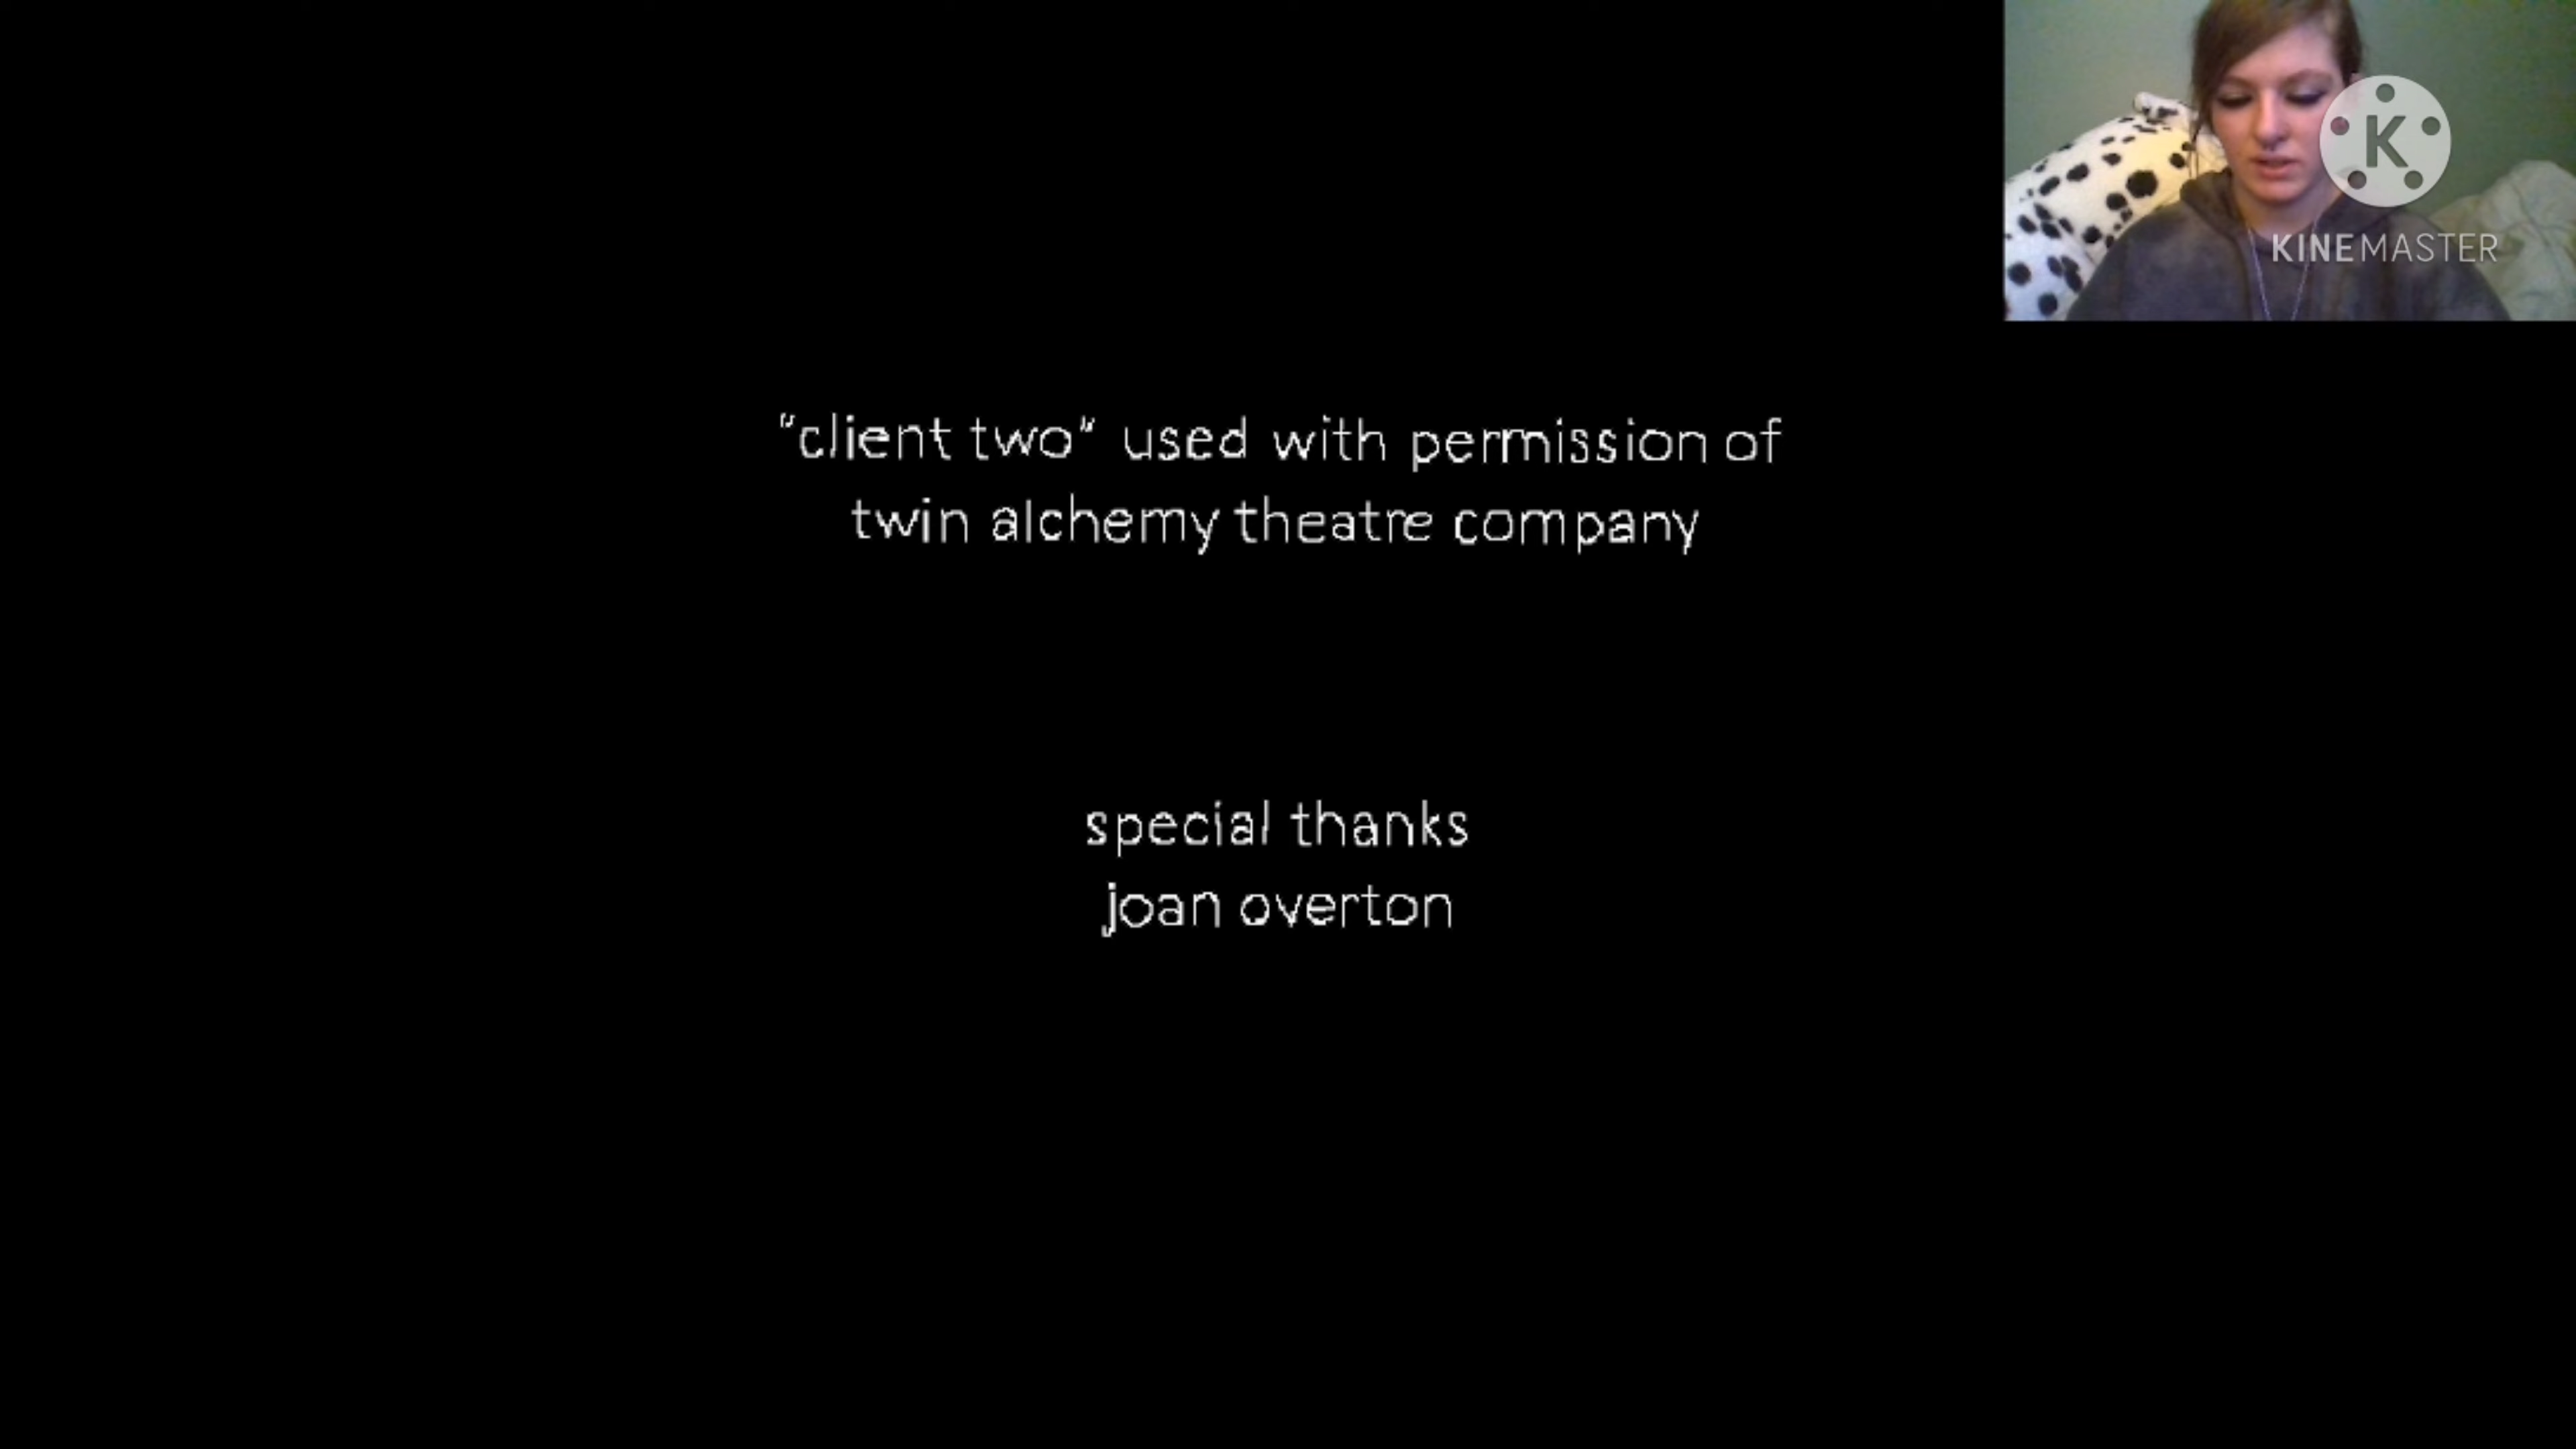 K
KINEMASTER
"client two" used with permission of
twin alchemy theatre company
special thanks
joan overton